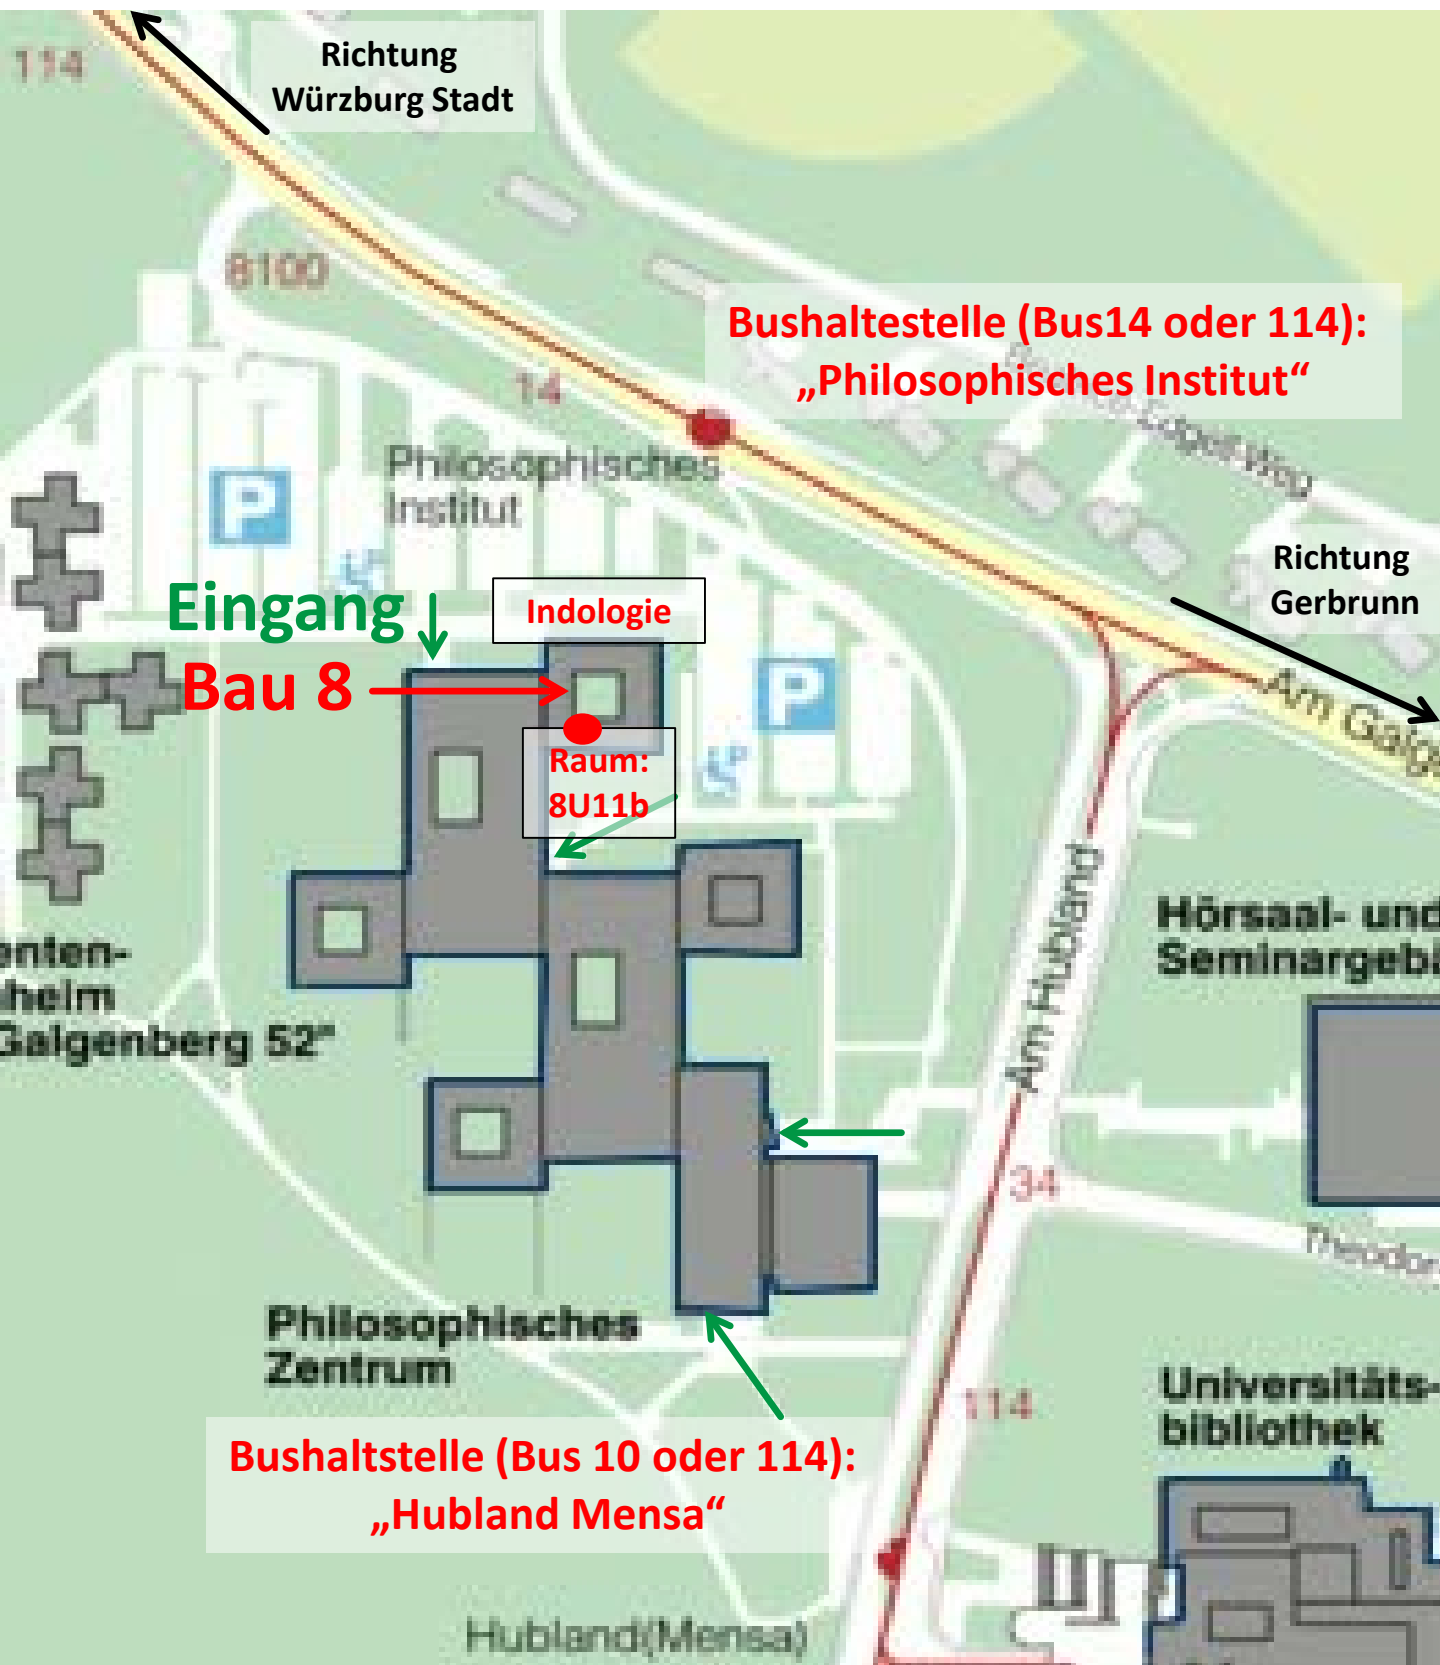 114
Richtung
Würzburg Stadt
8100
Bushaltestelle (Bus14 oder 114):
„Philosophisches Institut“
14
Philosophisches
Institut
P
Richtung
Gerbrunn
Eingang
Indologie
Bau 8
P
Am Galg
Raum:
8U11b
Am Hubland
Hörsaal- und
Seminargebä
enten-
heim
Galgenberg 52"
34
Theodor-
Philosophisches
Zentrum
114
Universitäts-
bibliothek
Bushaltstelle (Bus 10 oder 114):
„Hubland Mensa“
Hubland(Mensa)